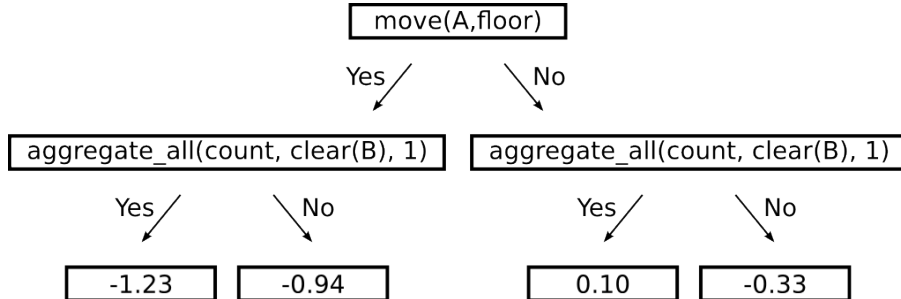 move(A,floor)
Yes No
aggregate_all(count, clear(B), 1) aggregate_all(count, clear(B), 1)
Yes No Yes No
-1.23 -0.94 0.10 -0.33